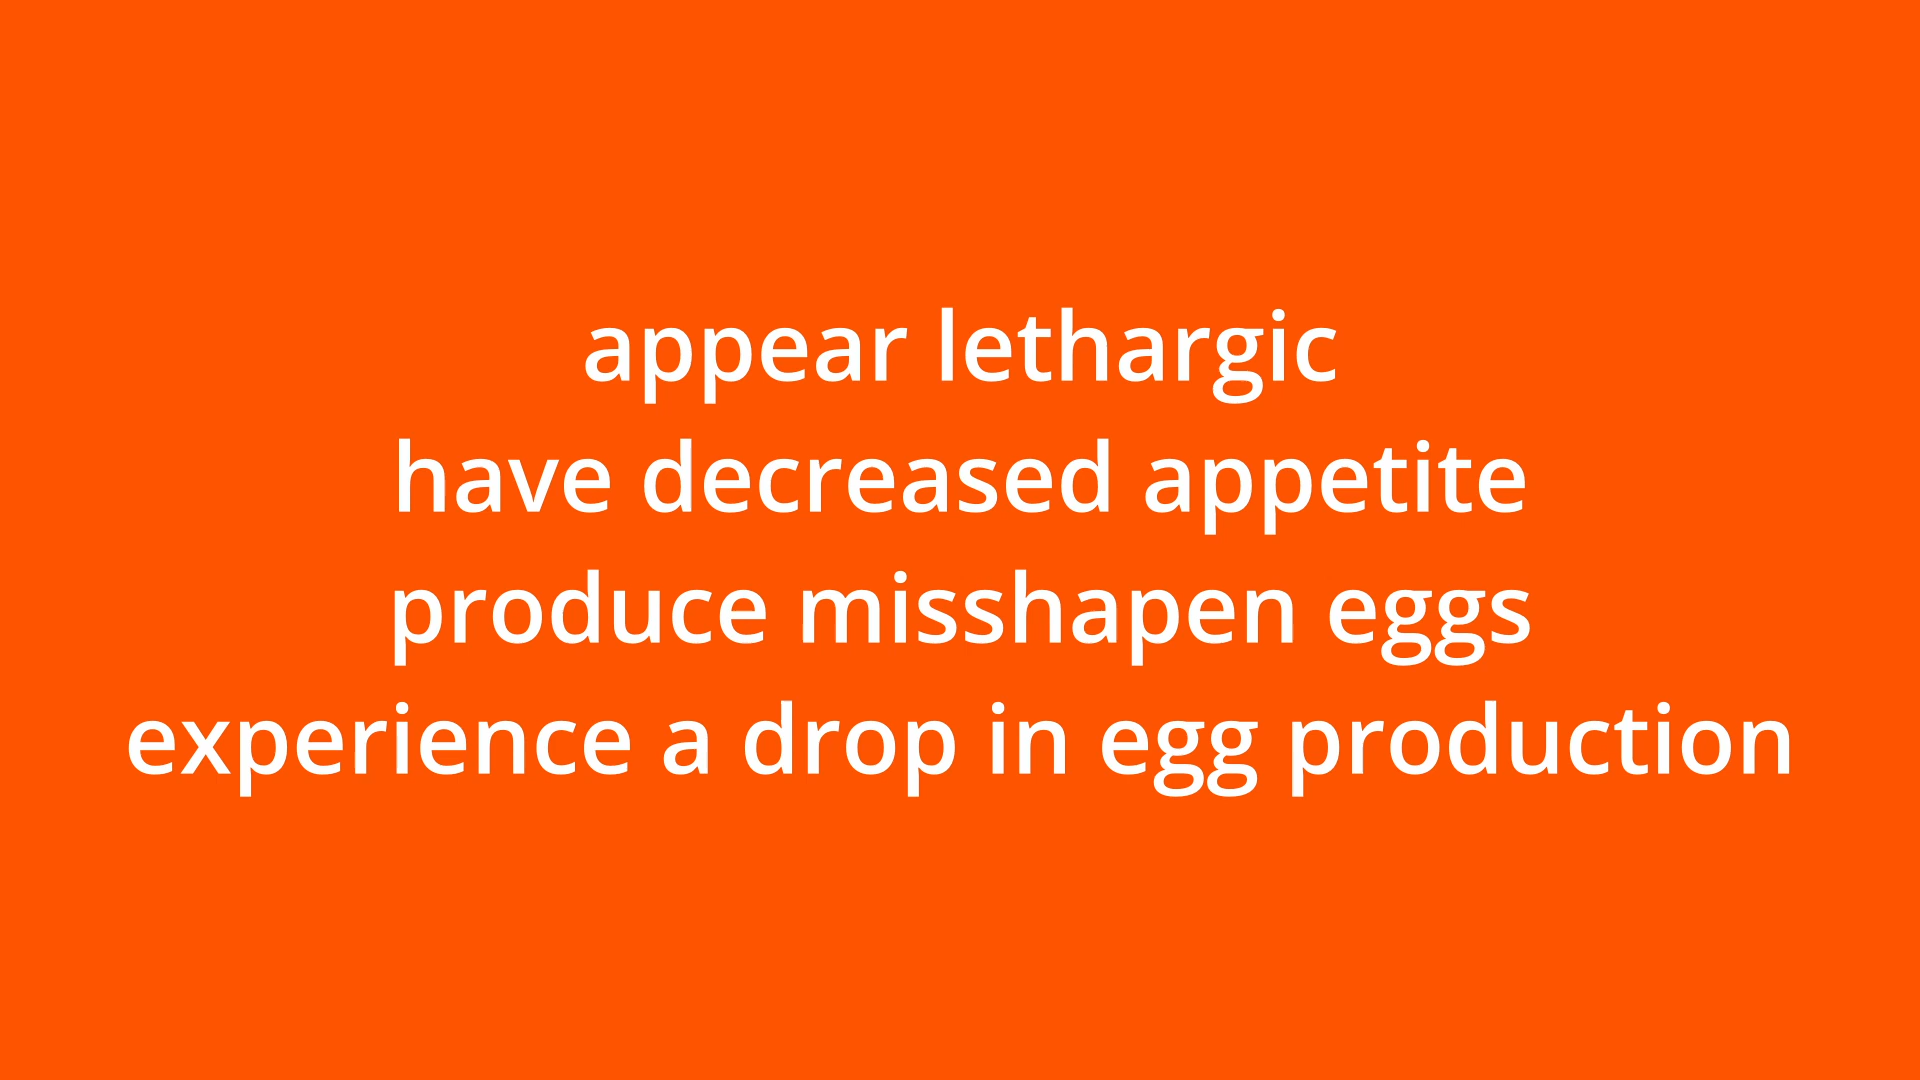 appear lethargic
have decreased appetite
produce misshapen eggs
experience a drop in egg production